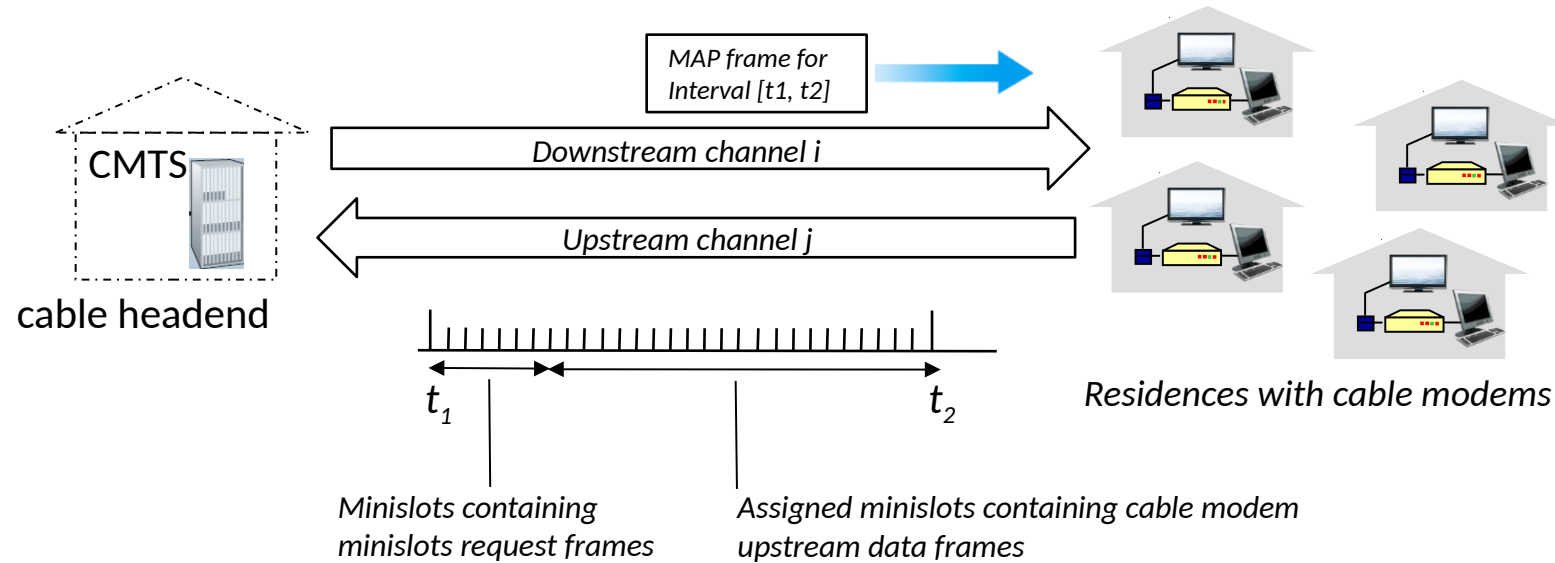 MAP frame for
Interval [t1, t2]
CMTS
Downstream channel i
Upstream channel j
cable headend
t1
t2
Residences with cable modems
Minislots containing
minislots request frames
Assigned minislots containing cable modem
upstream data frames